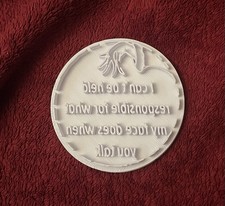 I can't be held
responsible for what
my face does when
you talk